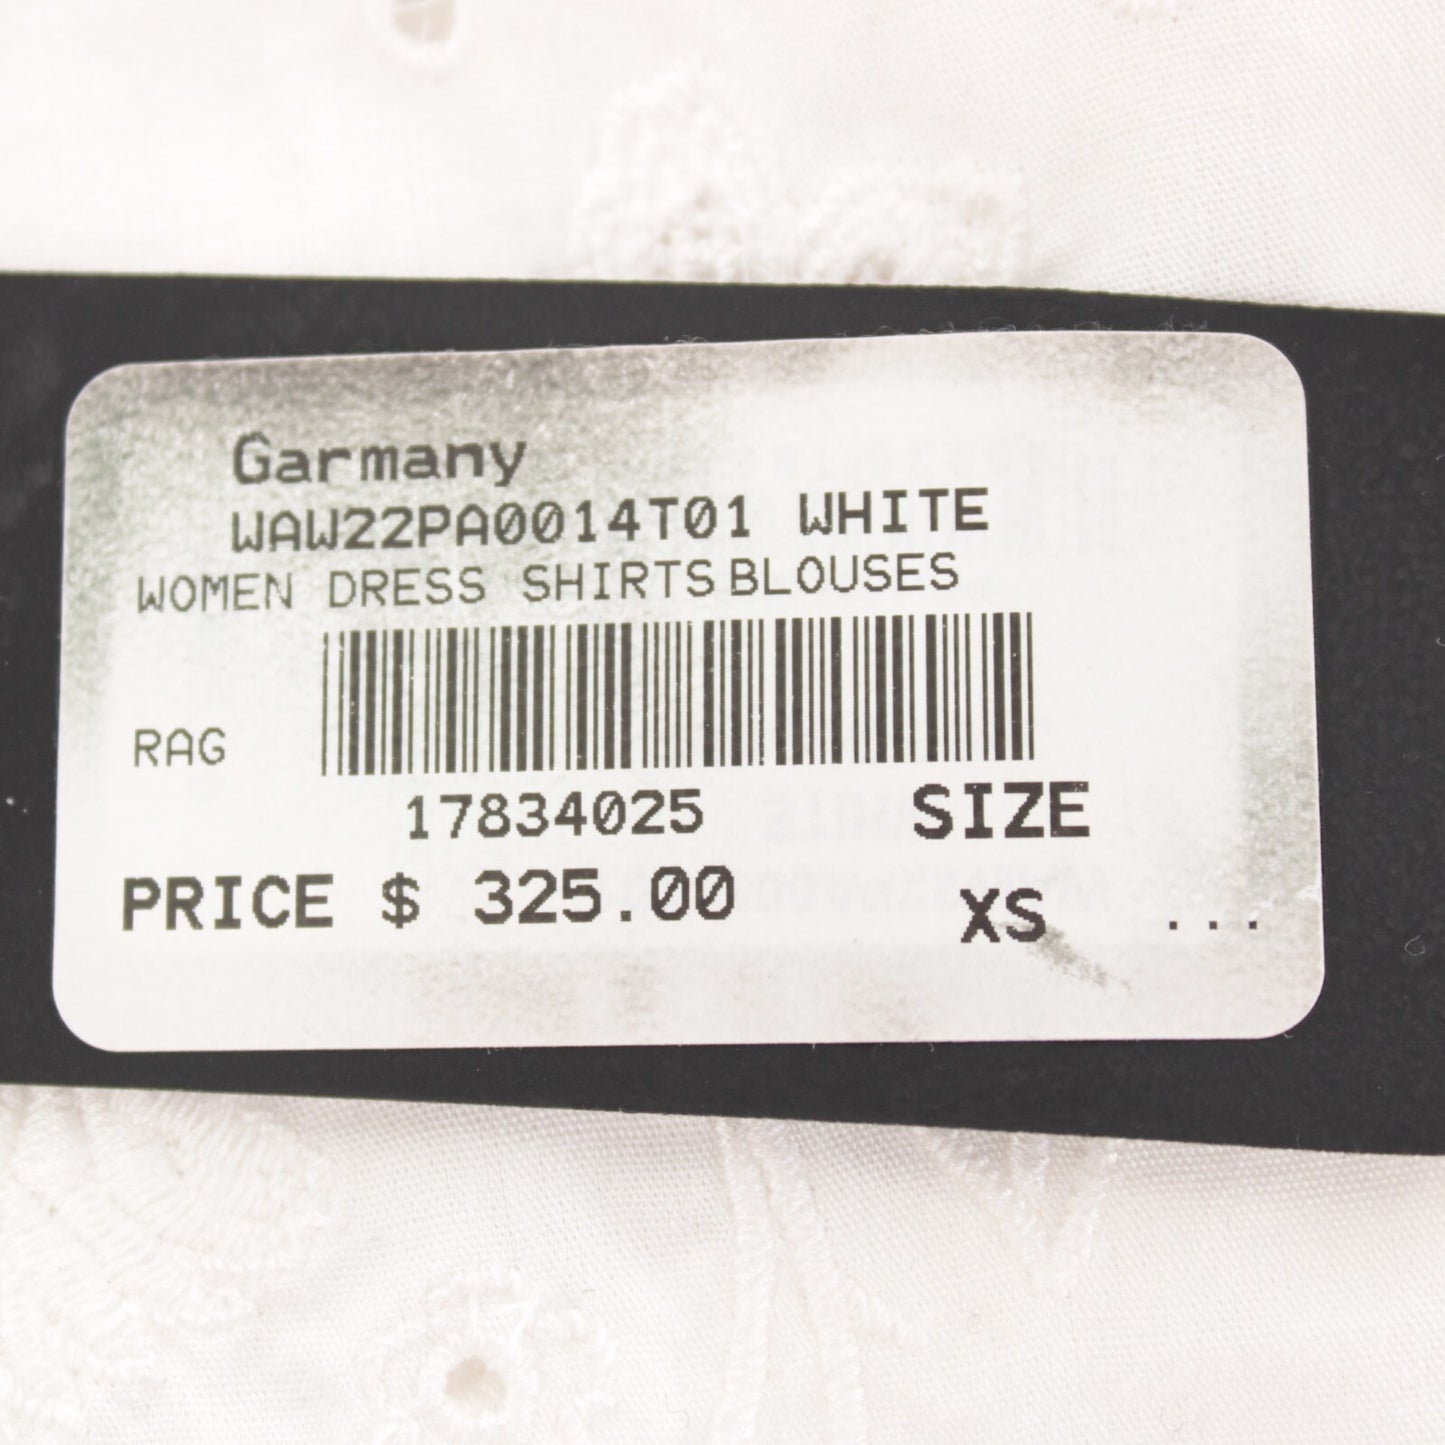 Garmany
WAW22PA0014T01 WHITE
WOMEN DRESS SHIRTS BLOUSES
RAG
17834025
SIZE
PRICE $ 325.00
XS ...